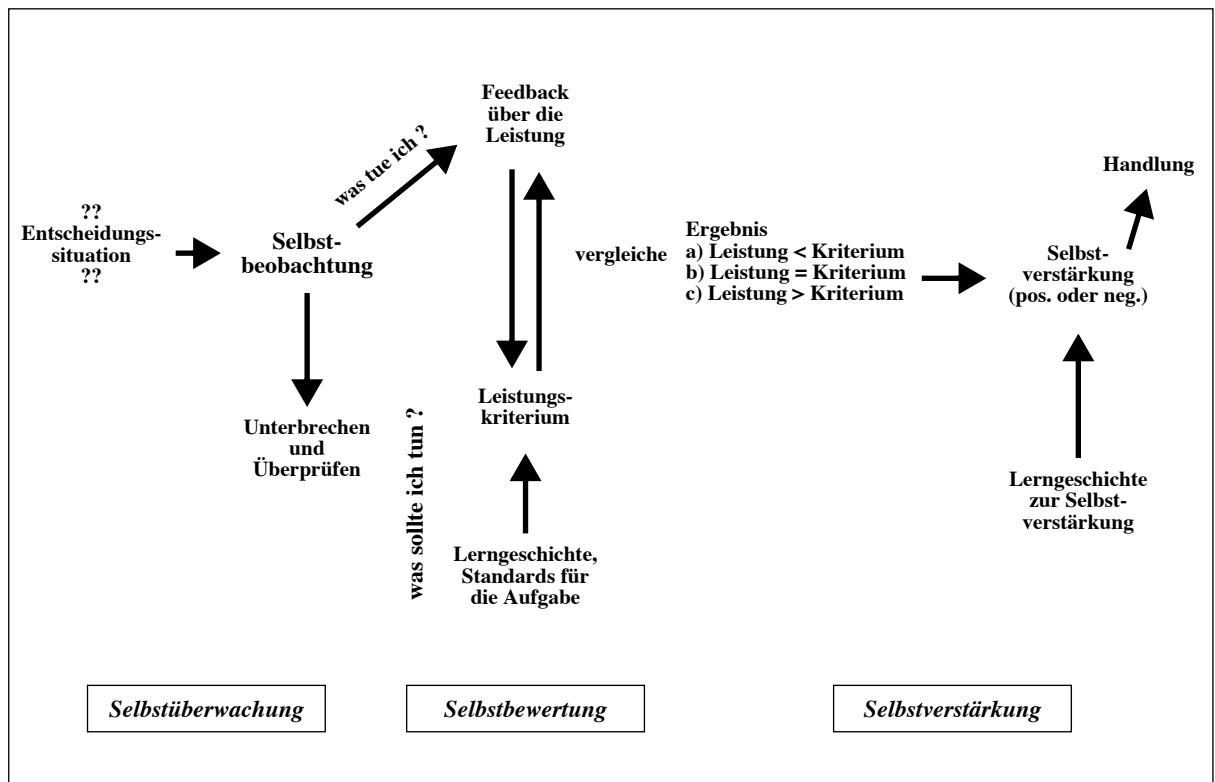 ??
Entscheidungs-
situation
??
Selbst-
beobachtung
was tue ich ?
Unterbrechen
und
Überprüfen
Feedback
über die
Leistung
Leistungs-
kriterium
was sollte ich tun ?
Lerngeschichte,
Standards für
die Aufgabe
vergleiche
Ergebnis
a) Leistung < Kriterium
b) Leistung = Kriterium
c) Leistung > Kriterium
Handlung
Selbst-
verstärkung
(pos. oder neg.)
Lerngeschichte
zur Selbst-
verstärkung
Selbstüberwachung
Selbstbewertung
Selbstverstärkung